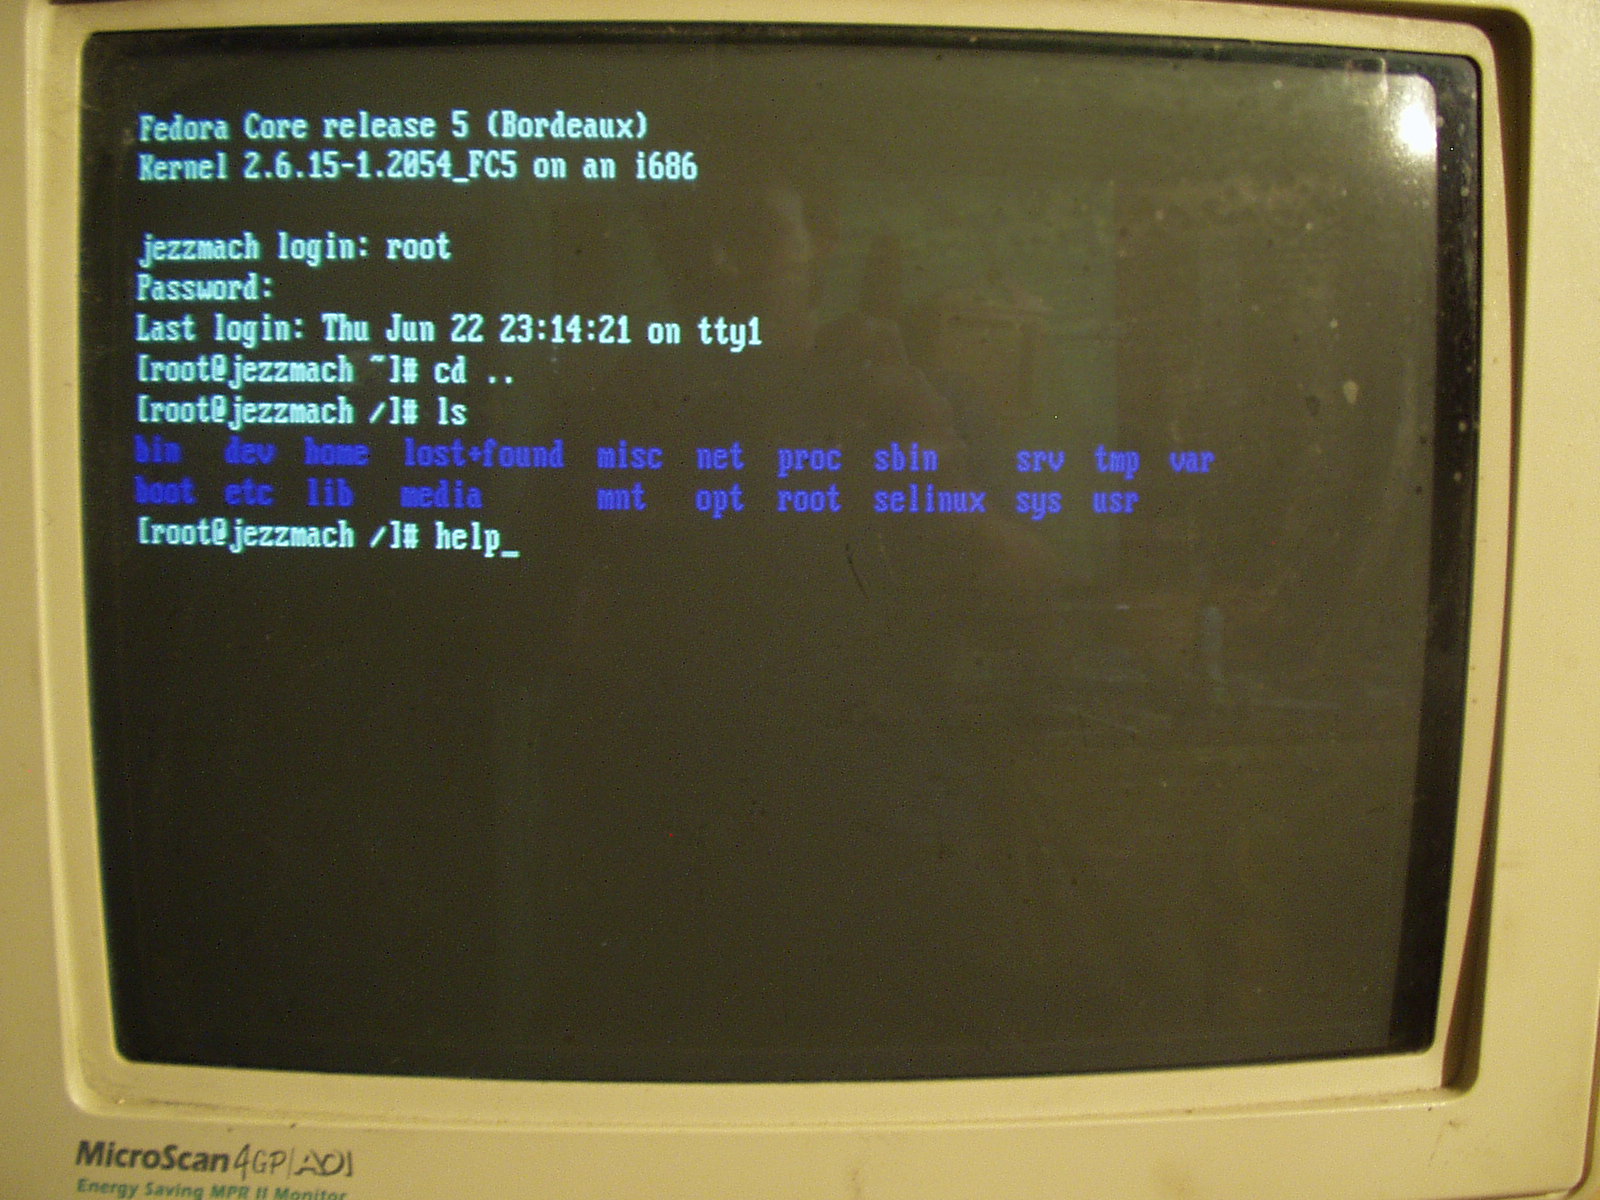 Fedora Core release 5 (Bordeaux)
Kernel 2.6.15-1.2054_FC5 on an i686
jezzmach login: root
Password:
Last login: Thu Jun 22 23:14:21 on tty1
[root@jezzmach ~]# cd ..
[root@jezzmach /]# ls
bin dev home lost+found misc net proc sbin srv tmp var
boot etc lib media mnt opt root selinux sys usr
[root@jezzmach /]# help_
MicroScan 4GP/ADI
Energy Saving MPR II Monitor